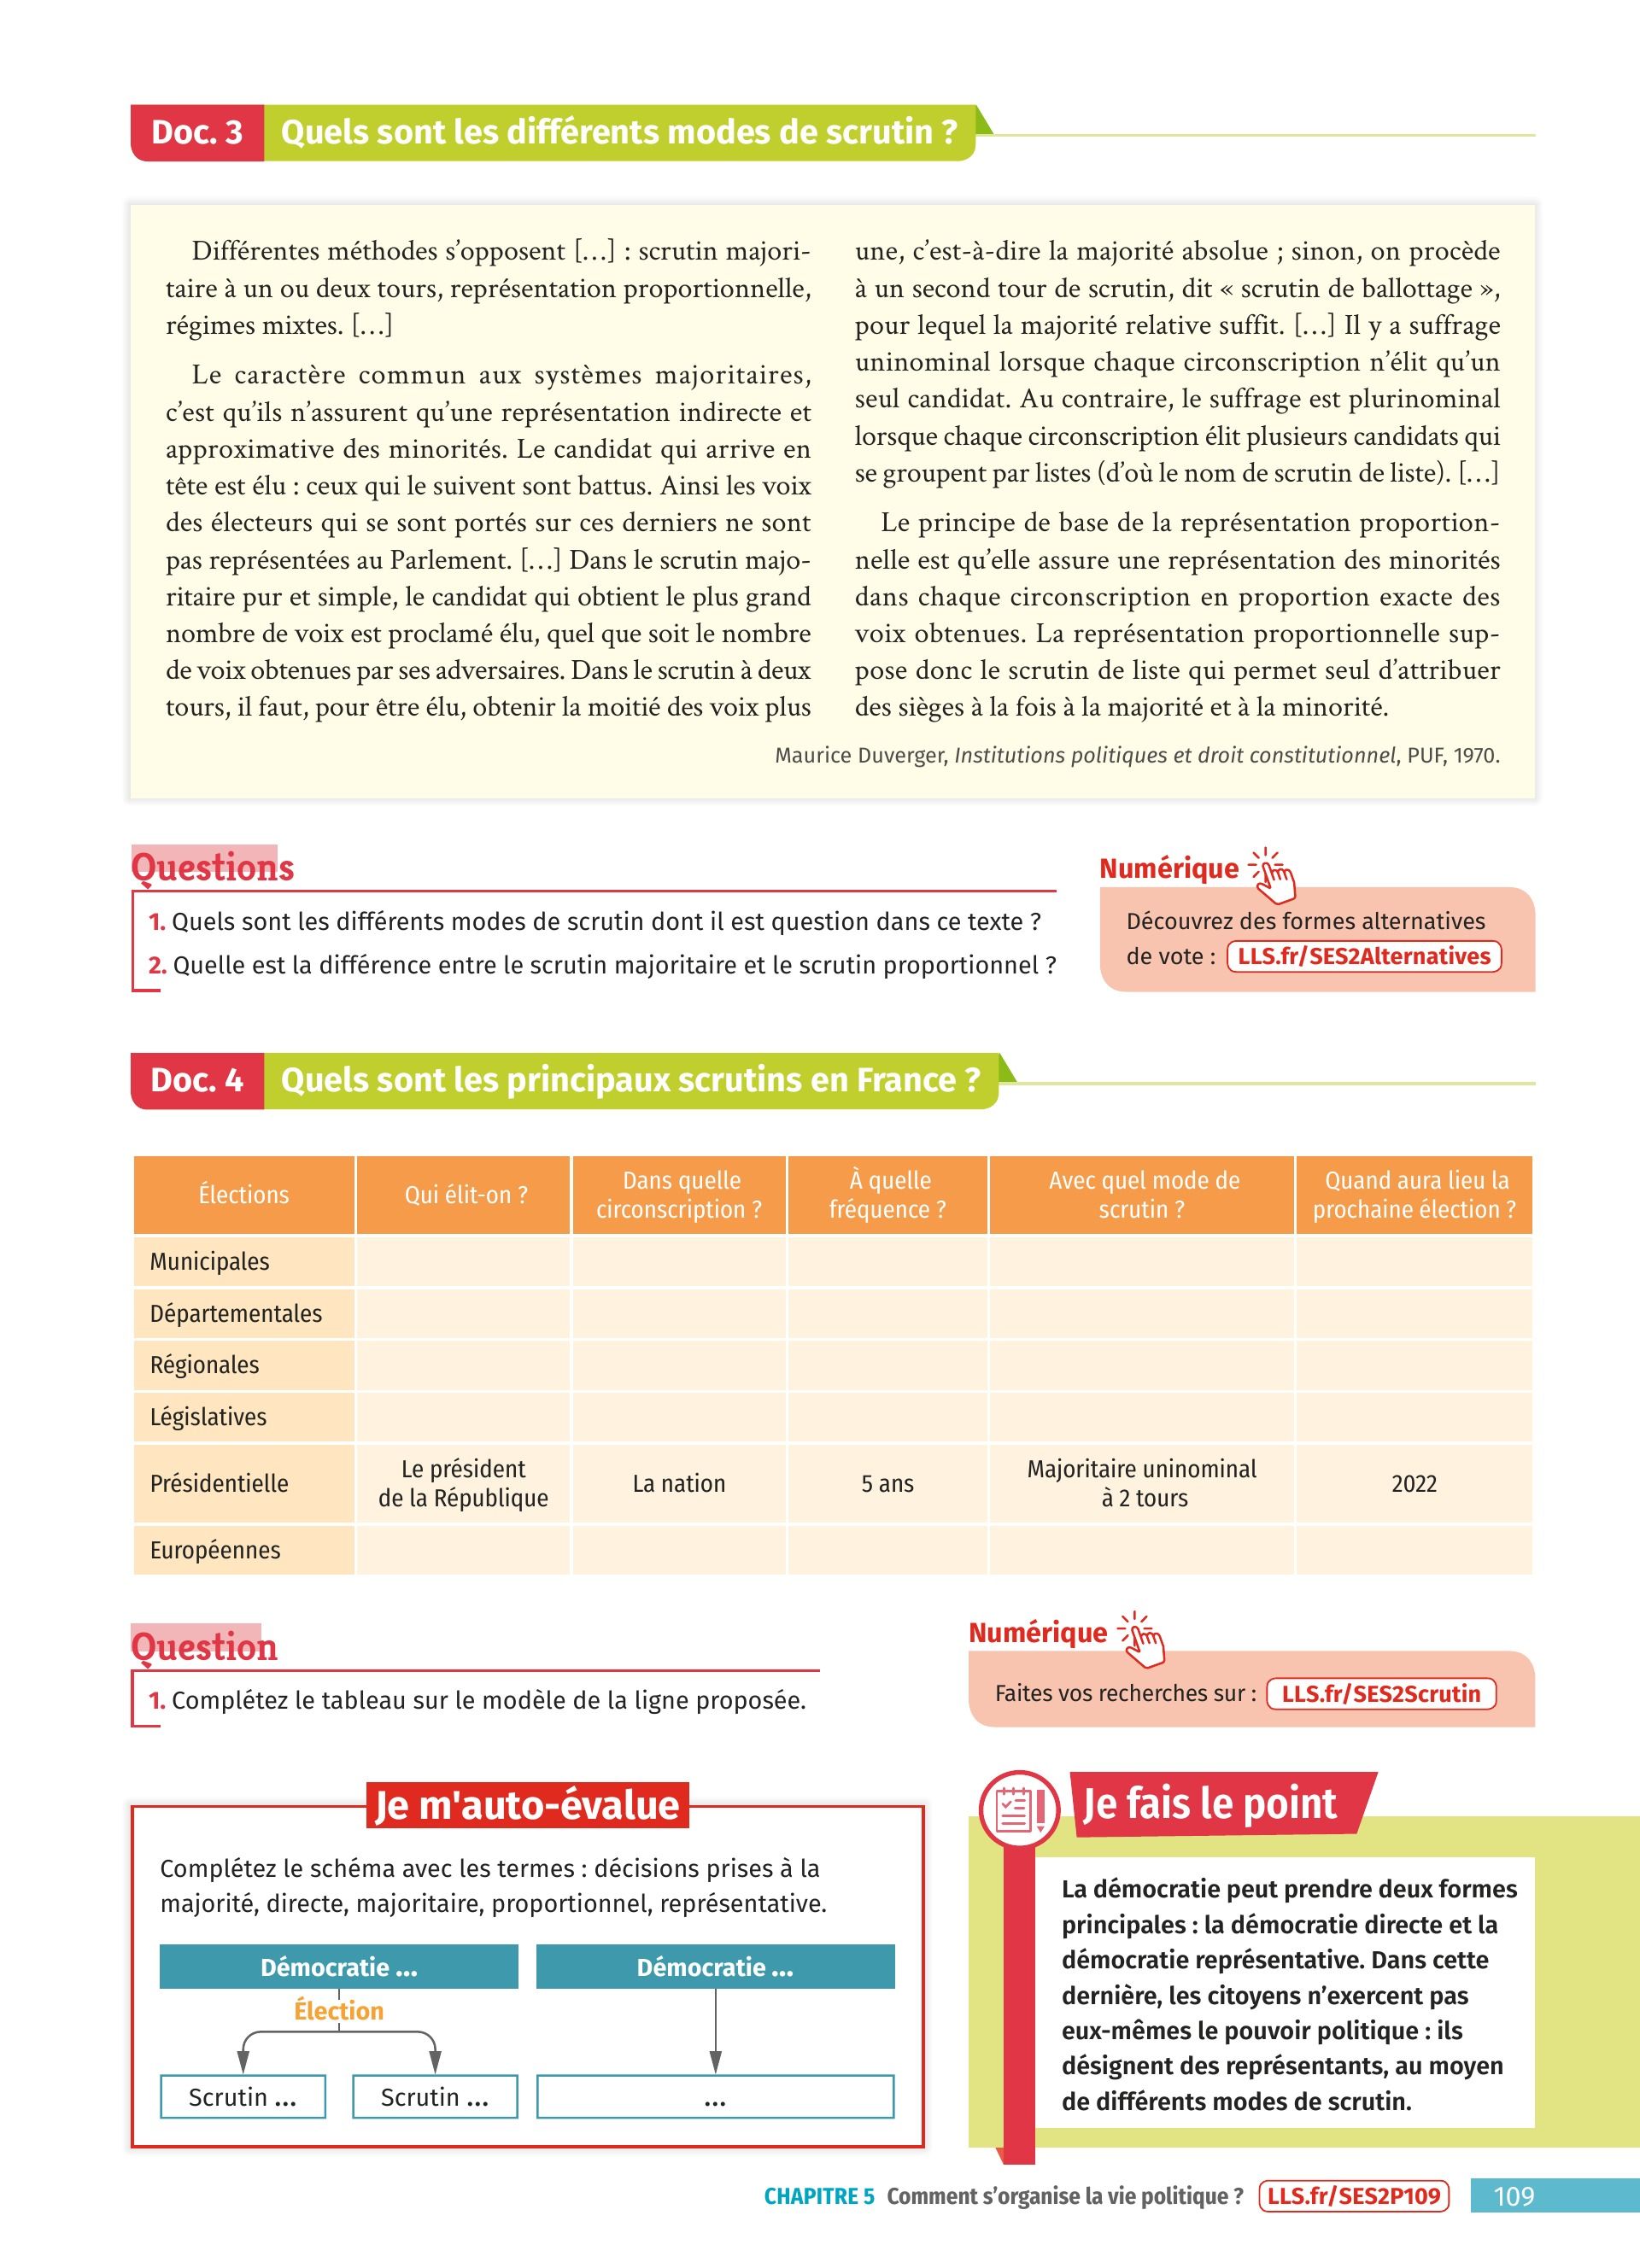 Doc. 3 Quels sont les différents modes de scrutin ?
Différentes méthodes s’opposent […] : scrutin majori-
taire à un ou deux tours, représentation proportionnelle,
régimes mixtes. […]
Le caractère commun aux systèmes majoritaires,
c’est qu’ils n’assurent qu’une représentation indirecte et
approximative des minorités. Le candidat qui arrive en
tête est élu : ceux qui le suivent sont battus. Ainsi les voix
des électeurs qui se sont portés sur ces derniers ne sont
pas représentées au Parlement. […] Dans le scrutin majo-
ritaire pur et simple, le candidat qui obtient le plus grand
nombre de voix est proclamé élu, quel que soit le nombre
de voix obtenues par ses adversaires. Dans le scrutin à deux
tours, il faut, pour être élu, obtenir la moitié des voix plus
une, c’est-à-dire la majorité absolue ; sinon, on procède
à un second tour de scrutin, dit « scrutin de ballottage »,
pour lequel la majorité relative suffit. […] Il y a suffrage
uninominal lorsque chaque circonscription n’élit qu’un
seul candidat. Au contraire, le suffrage est plurinominal
lorsque chaque circonscription élit plusieurs candidats qui
se groupent par listes (d’où le nom de scrutin de liste). […]
Le principe de base de la représentation proportion-
nelle est qu’elle assure une représentation des minorités
dans chaque circonscription en proportion exacte des
voix obtenues. La représentation proportionnelle sup-
pose donc le scrutin de liste qui permet seul d’attribuer
des sièges à la fois à la majorité et à la minorité.
Maurice Duverger, Institutions politiques et droit constitutionnel, PUF, 1970.
Questions
1. Quels sont les différents modes de scrutin dont il est question dans ce texte ?
2. Quelle est la différence entre le scrutin majoritaire et le scrutin proportionnel ?
Numérique
Découvrez des formes alternatives
de vote : LLS.fr/SES2Alternatives
Doc. 4 Quels sont les principaux scrutins en France ?
Élections
Qui élit-on ?
Dans quelle
circonscription ?
À quelle
fréquence ?
Avec quel mode de
scrutin ?
Quand aura lieu la
prochaine élection ?
Municipales
Départementales
Régionales
Législatives
Présidentielle
Le président
de la République
La nation
5 ans
Majoritaire uninominal
à 2 tours
2022
Européennes
Question
1. Complétez le tableau sur le modèle de la ligne proposée.
Numérique
Faites vos recherches sur : LLS.fr/SES2Scrutin
Je m'auto-évalue
Complétez le schéma avec les termes : décisions prises à la
majorité, directe, majoritaire, proportionnel, représentative.
Démocratie ...
Élection
Scrutin ...
Scrutin ...
Démocratie ...
...
Je fais le point
La démocratie peut prendre deux formes
principales : la démocratie directe et la
démocratie représentative. Dans cette
dernière, les citoyens n’exercent pas
eux-mêmes le pouvoir politique : ils
désignent des représentants, au moyen
de différents modes de scrutin.
CHAPITRE 5 Comment s’organise la vie politique ? LLS.fr/SES2P109 109